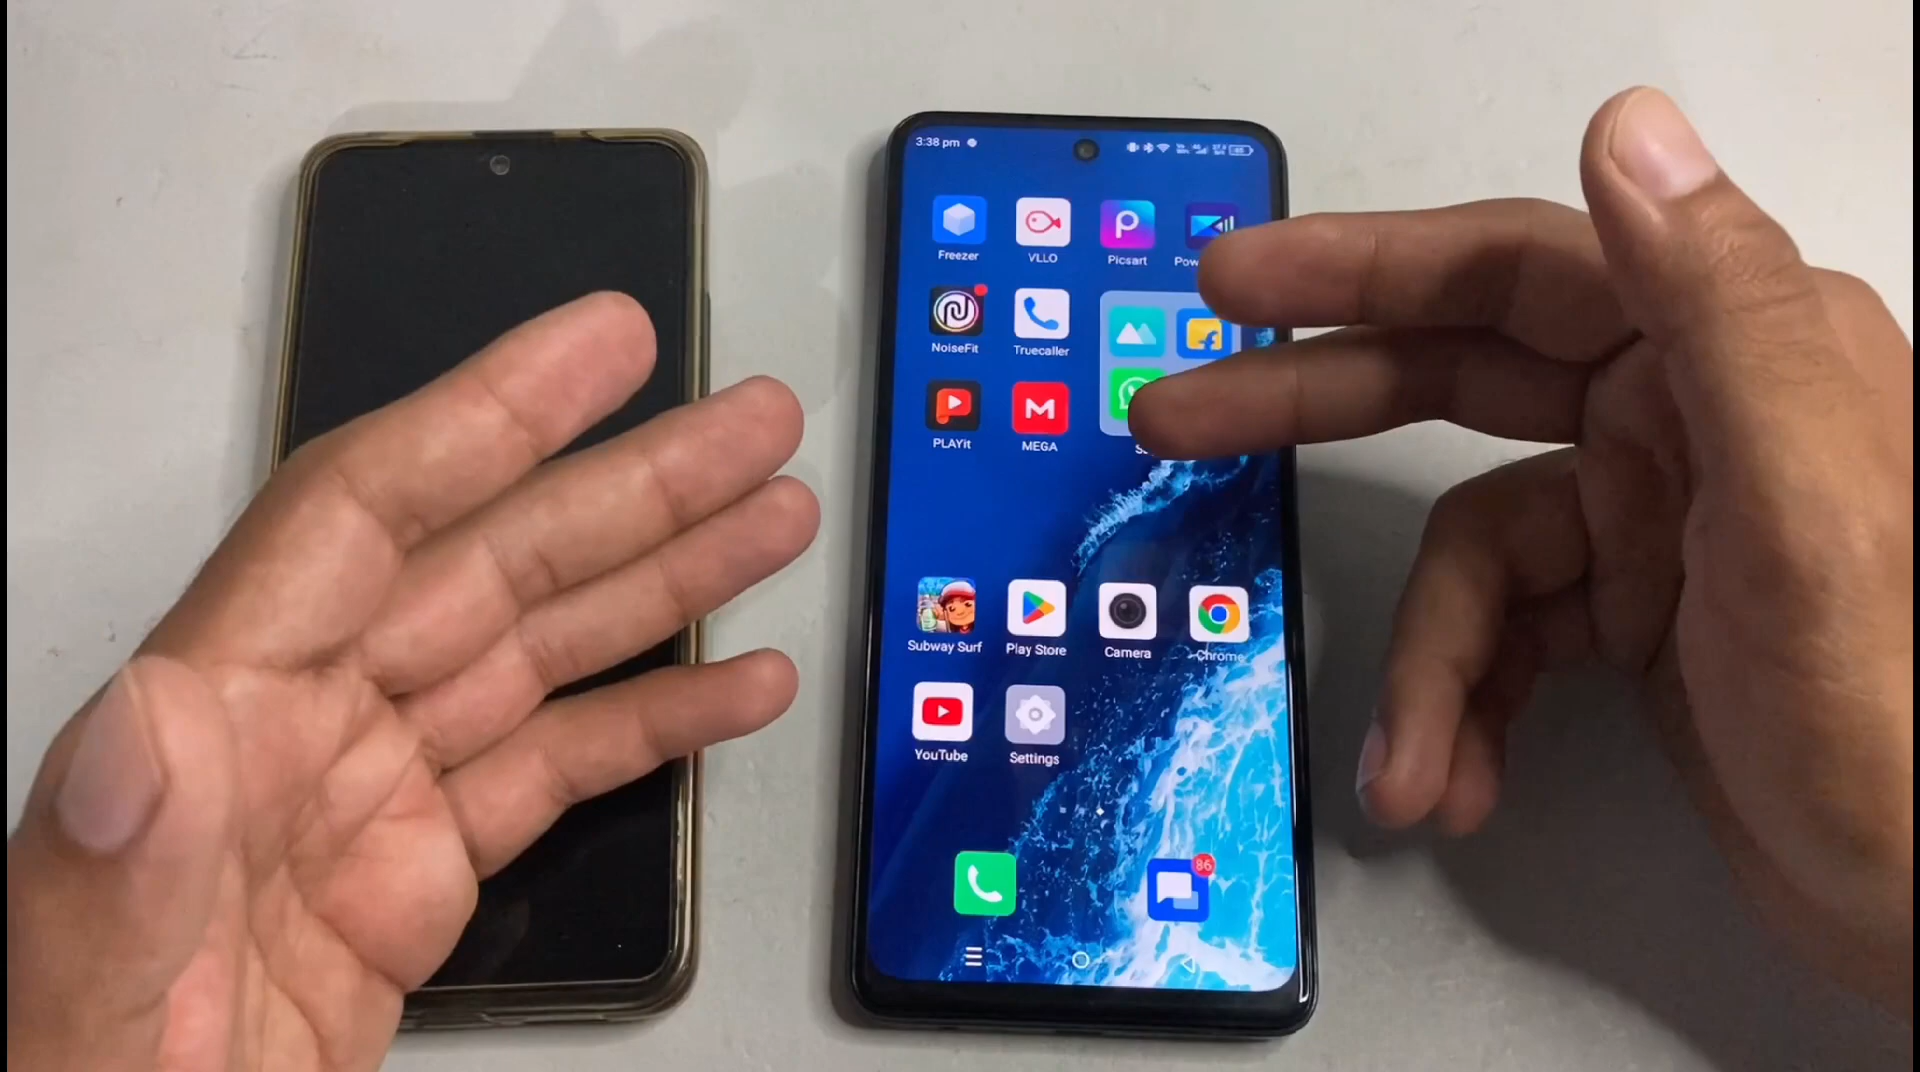 3:38 pm
Freezer VLLO Picsart Pow
NoiseFit Truecaller
PLAYit MEGA
Subway Surf Play Store Camera Chrome
YouTube Settings
86